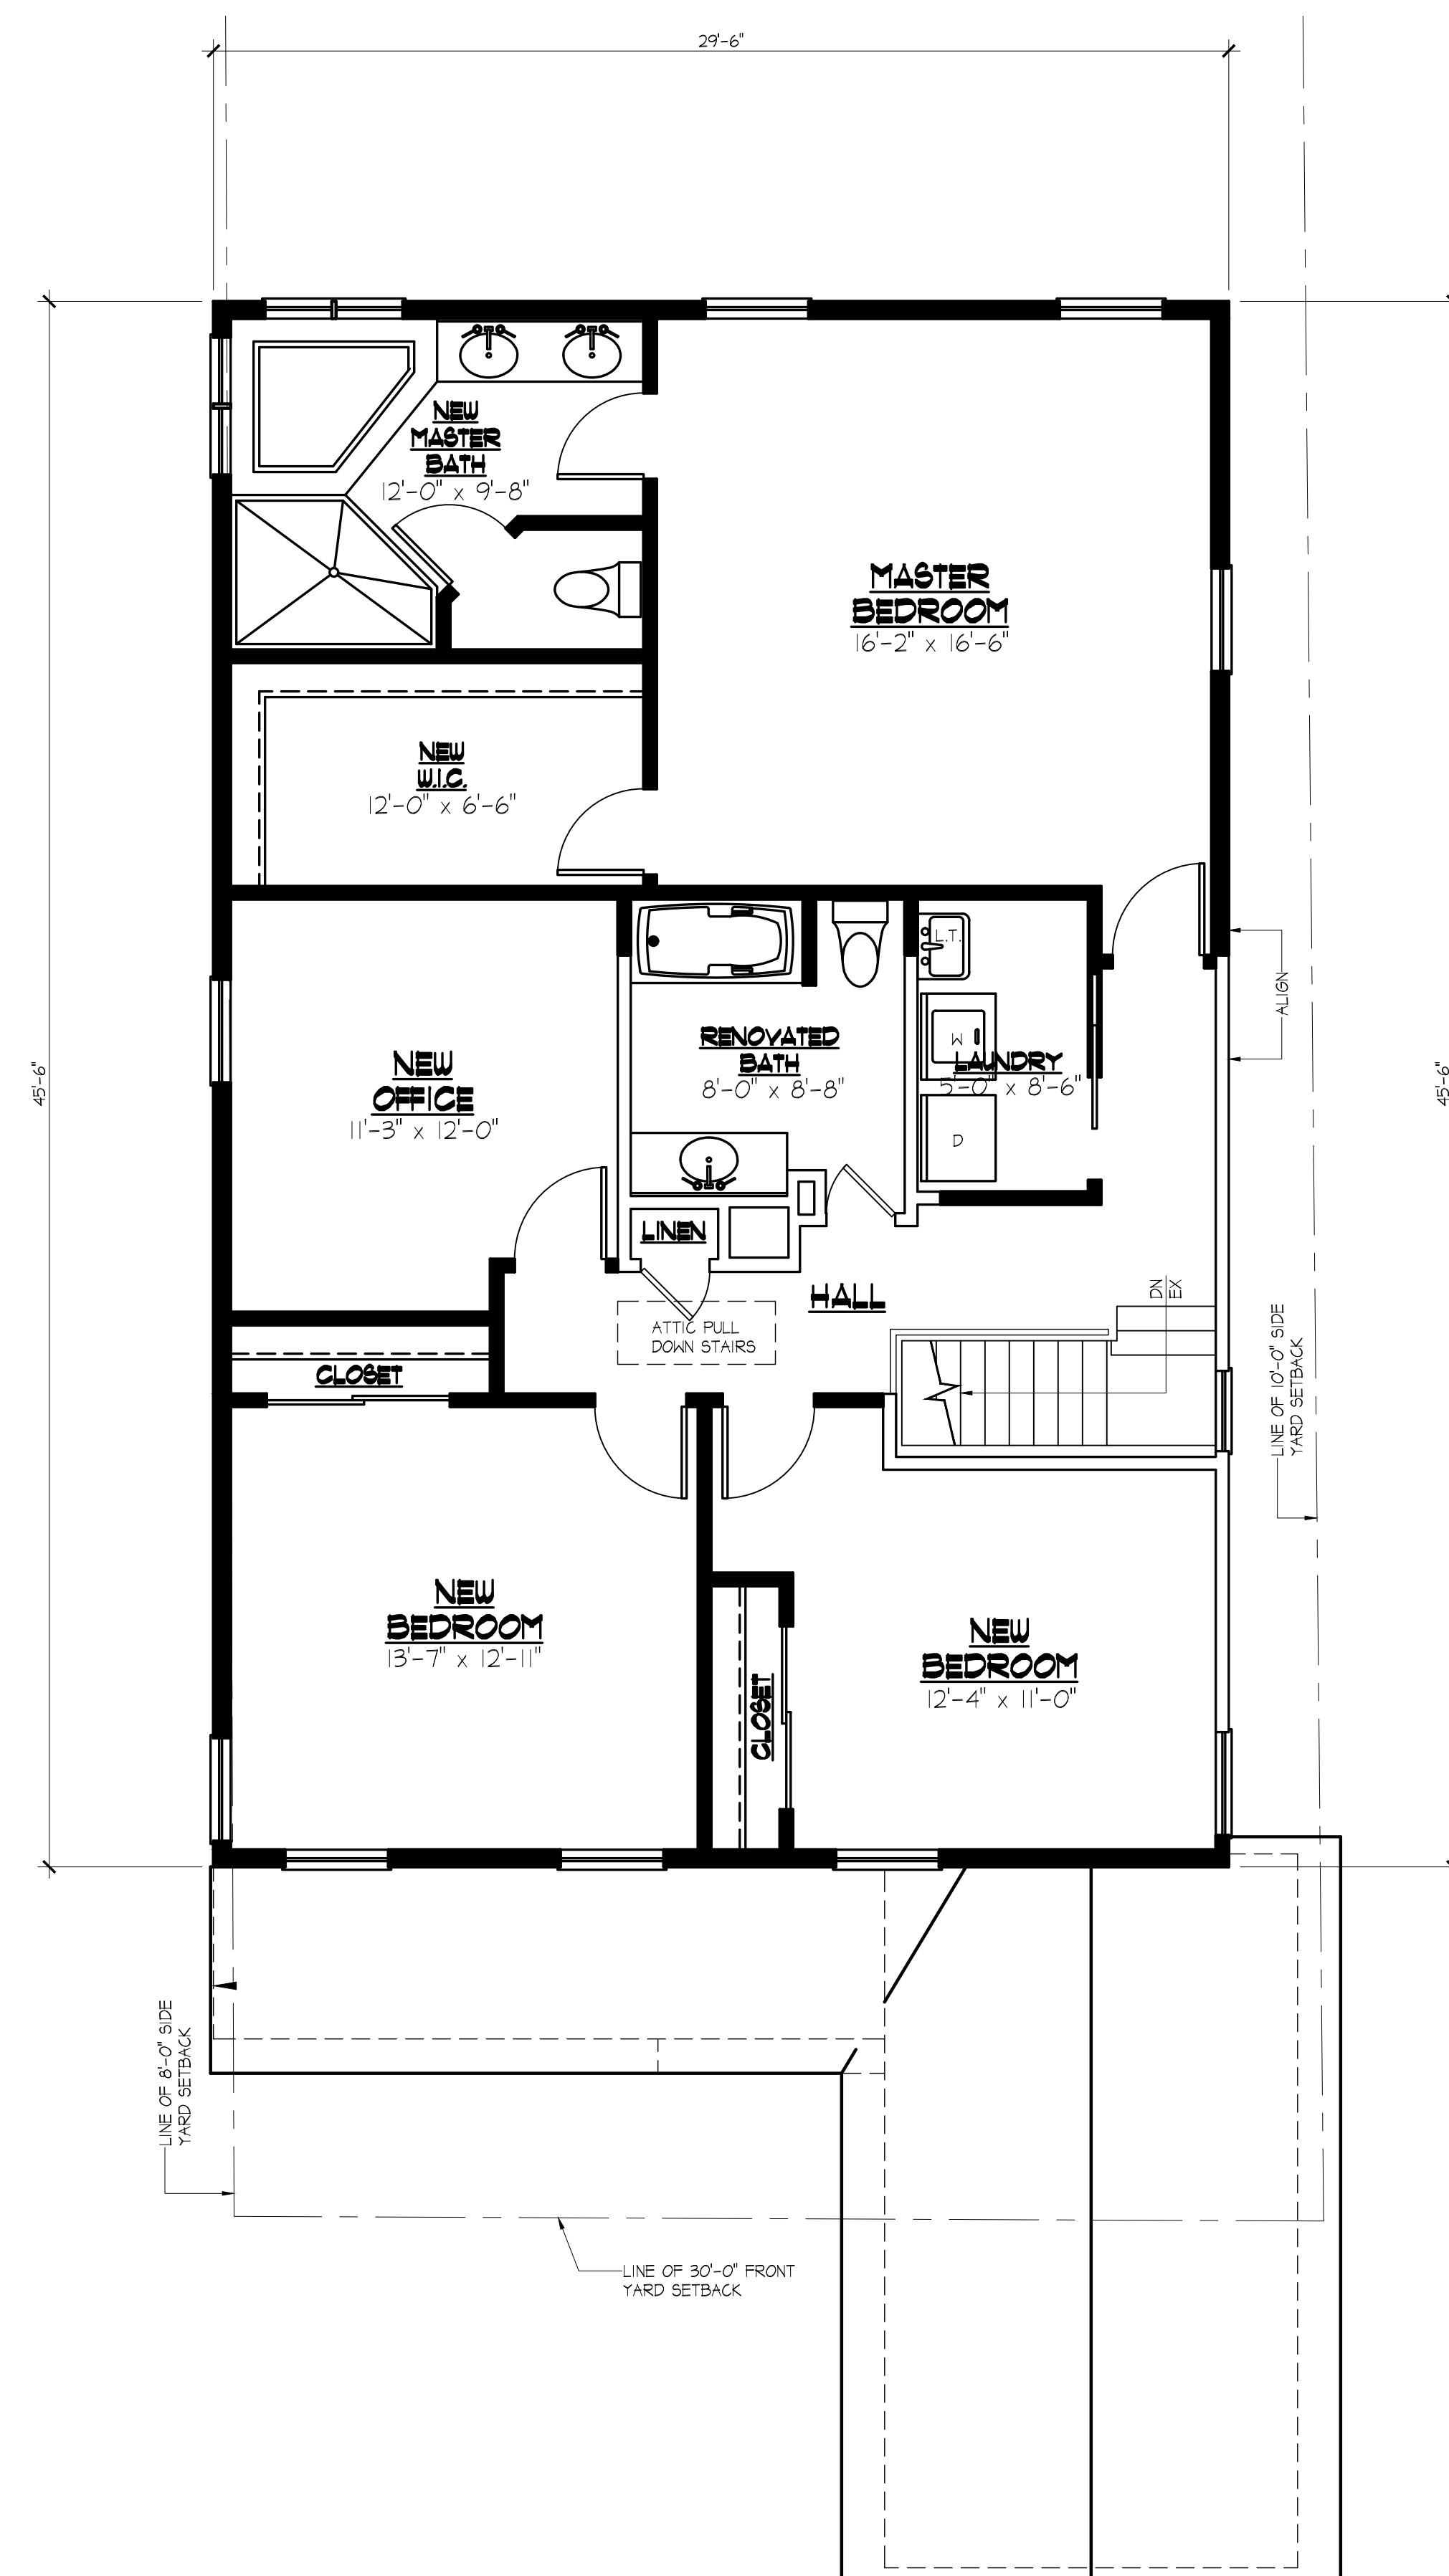 29'-6"
NEW
MASTER
BATH
12'-0" x 9'-8"
MASTER
BEDROOM
16'-2" x 16'-6"
NEW
W.I.C.
12'-0" x 6'-6"
L.T.
ALIGN
W
RENOVATED
BATH
8'-0" x 8'-8"
LAUNDRY
5'-0" x 8'-6"
NEW
OFFICE
11'-3" x 12'-0"
45'-6"
45'-6"
D
LINEN
HALL
DN
EX
ATTIC PULL
DOWN STAIRS
CLOSET
LINE OF 10'-0" SIDE
YARD SETBACK
NEW
BEDROOM
13'-7" x 12'-11"
NEW
BEDROOM
12'-4" x 11'-0"
CLOSET
LINE OF 8'-0" SIDE
YARD SETBACK
LINE OF 30'-0" FRONT
YARD SETBACK